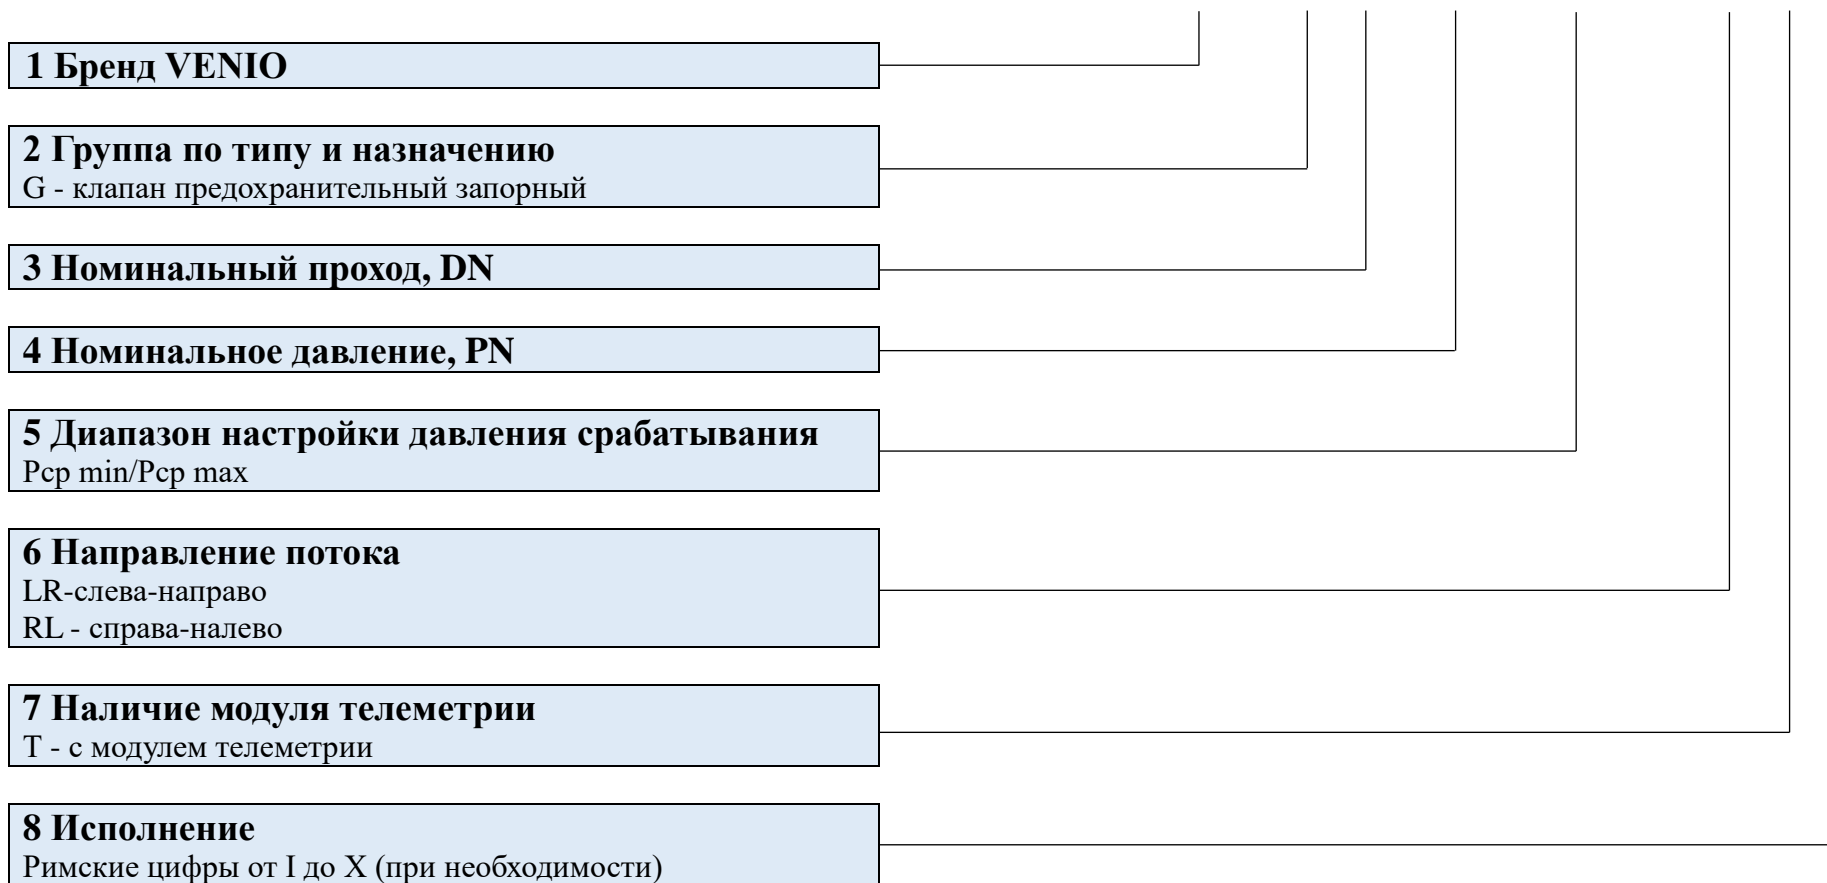 1 Бренд VENIO
2 Группа по типу и назначению
G - клапан предохранительный запорный
3 Номинальный проход, DN
4 Номинальное давление, PN
5 Диапазон настройки давления срабатывания
Рср min/Рср max
6 Направление потока
LR-слева-направо
RL - справа-налево
7 Наличие модуля телеметрии
Т - с модулем телеметрии
8 Исполнение
Римские цифры от I до X (при необходимости)